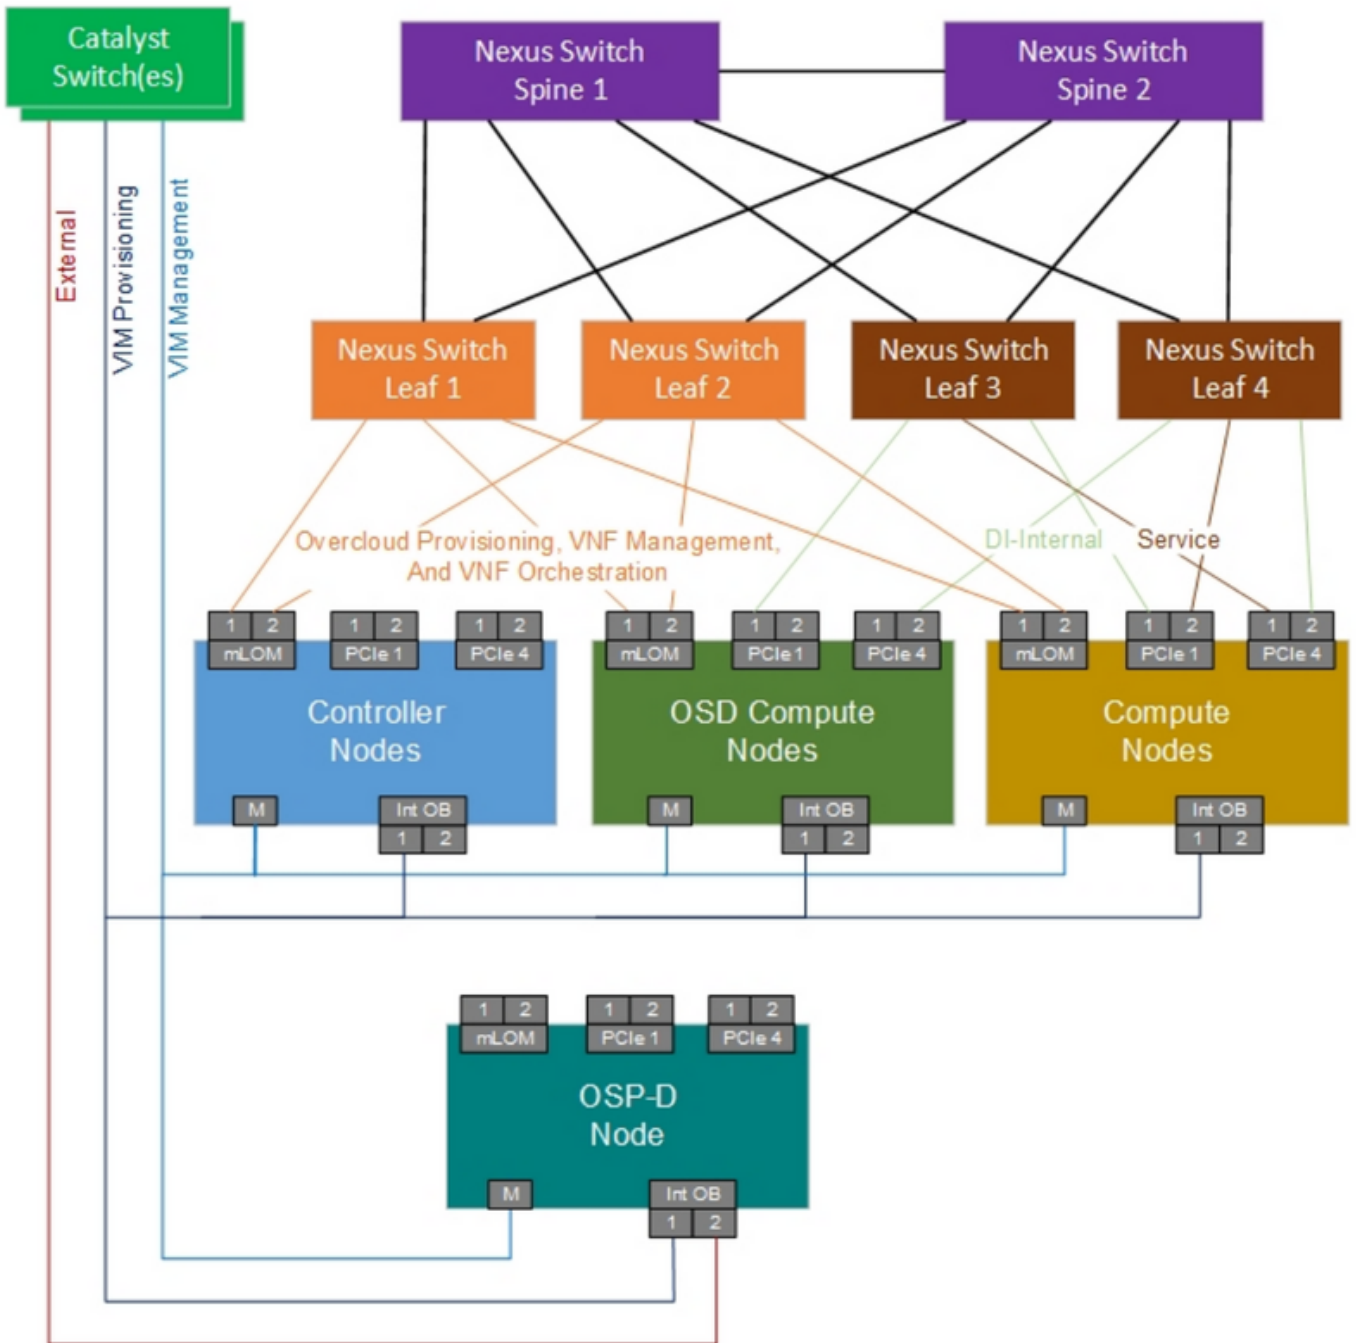 Catalyst
Switch(es)
Nexus Switch
Spine 1
Nexus Switch
Spine 2
External
VIM Provisioning
VIM Management
Nexus Switch
Leaf 1
Nexus Switch
Leaf 2
Nexus Switch
Leaf 3
Nexus Switch
Leaf 4
Overcloud Provisioning, VNF Management,
And VNF Orchestration
DI-Internal
Service
1 2
mLOM
1 2
PCIe 1
1 2
PCIe 4
Controller
Nodes
M
Int OB
1 2
1 2
mLOM
1 2
PCIe 1
1 2
PCIe 4
OSD Compute
Nodes
M
Int OB
1 2
1 2
mLOM
1 2
PCIe 1
1 2
PCIe 4
Compute
Nodes
M
Int OB
1 2
1 2
mLOM
1 2
PCIe 1
1 2
PCIe 4
OSP-D
Node
M
Int OB
1 2